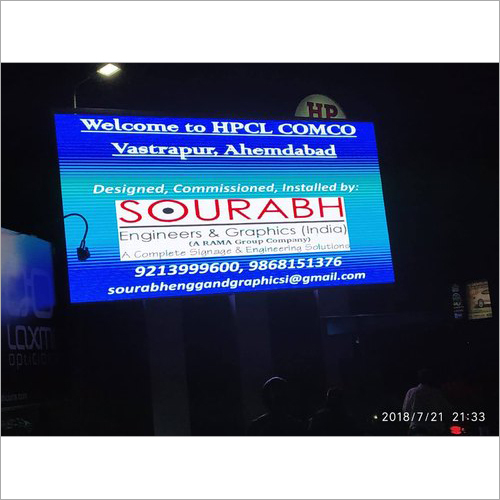 HP
Welcome to HPCL COMCO
Vastrapur, Ahemdabad
Designed, Commissioned, Installed by:
SOURABH
Engineers & Graphics (India)
(A RAMA Group Company)
A Complete Signage & Engineering Solutions
9213999600, 9868151376
sourabhenggandgraphicsi@gmail.com
Laxmi
2018/7/21 21:33